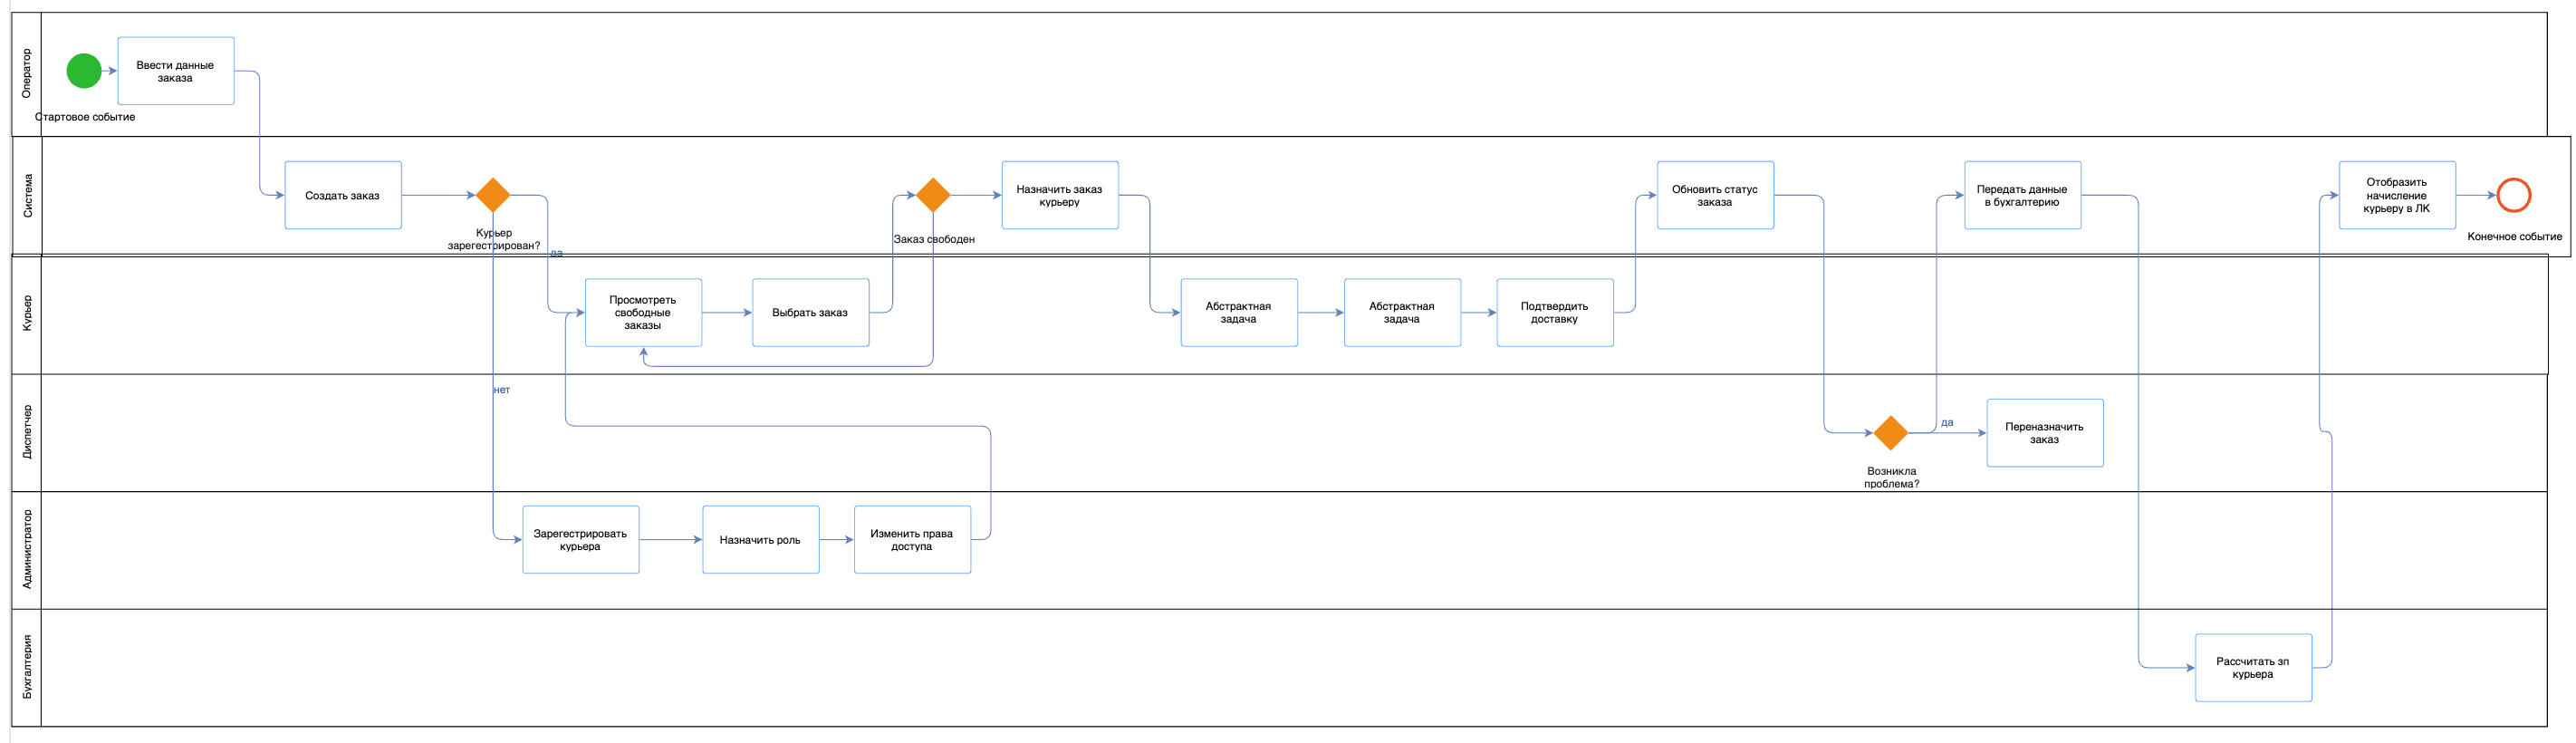 Оператор
Стартовое событие
Ввести данные
заказа
Система
Создать заказ
Курьер
зарегестрирован?
да
нет
Заказ свободен
Назначить заказ
курьеру
Обновить статус
заказа
Передать данные
в бухгалтерию
Отобразить
начисление
курьеру в ЛК
Конечное событие
Курьер
Просмотреть
свободные
заказы
Выбрать заказ
Абстрактная
задача
Абстрактная
задача
Подтвердить
доставку
Диспетчер
Возникла
проблема?
да
Переназначить
заказ
Администратор
Зарегестрировать
курьера
Назначить роль
Изменить права
доступа
Бухгалтерия
Рассчитать зп
курьера